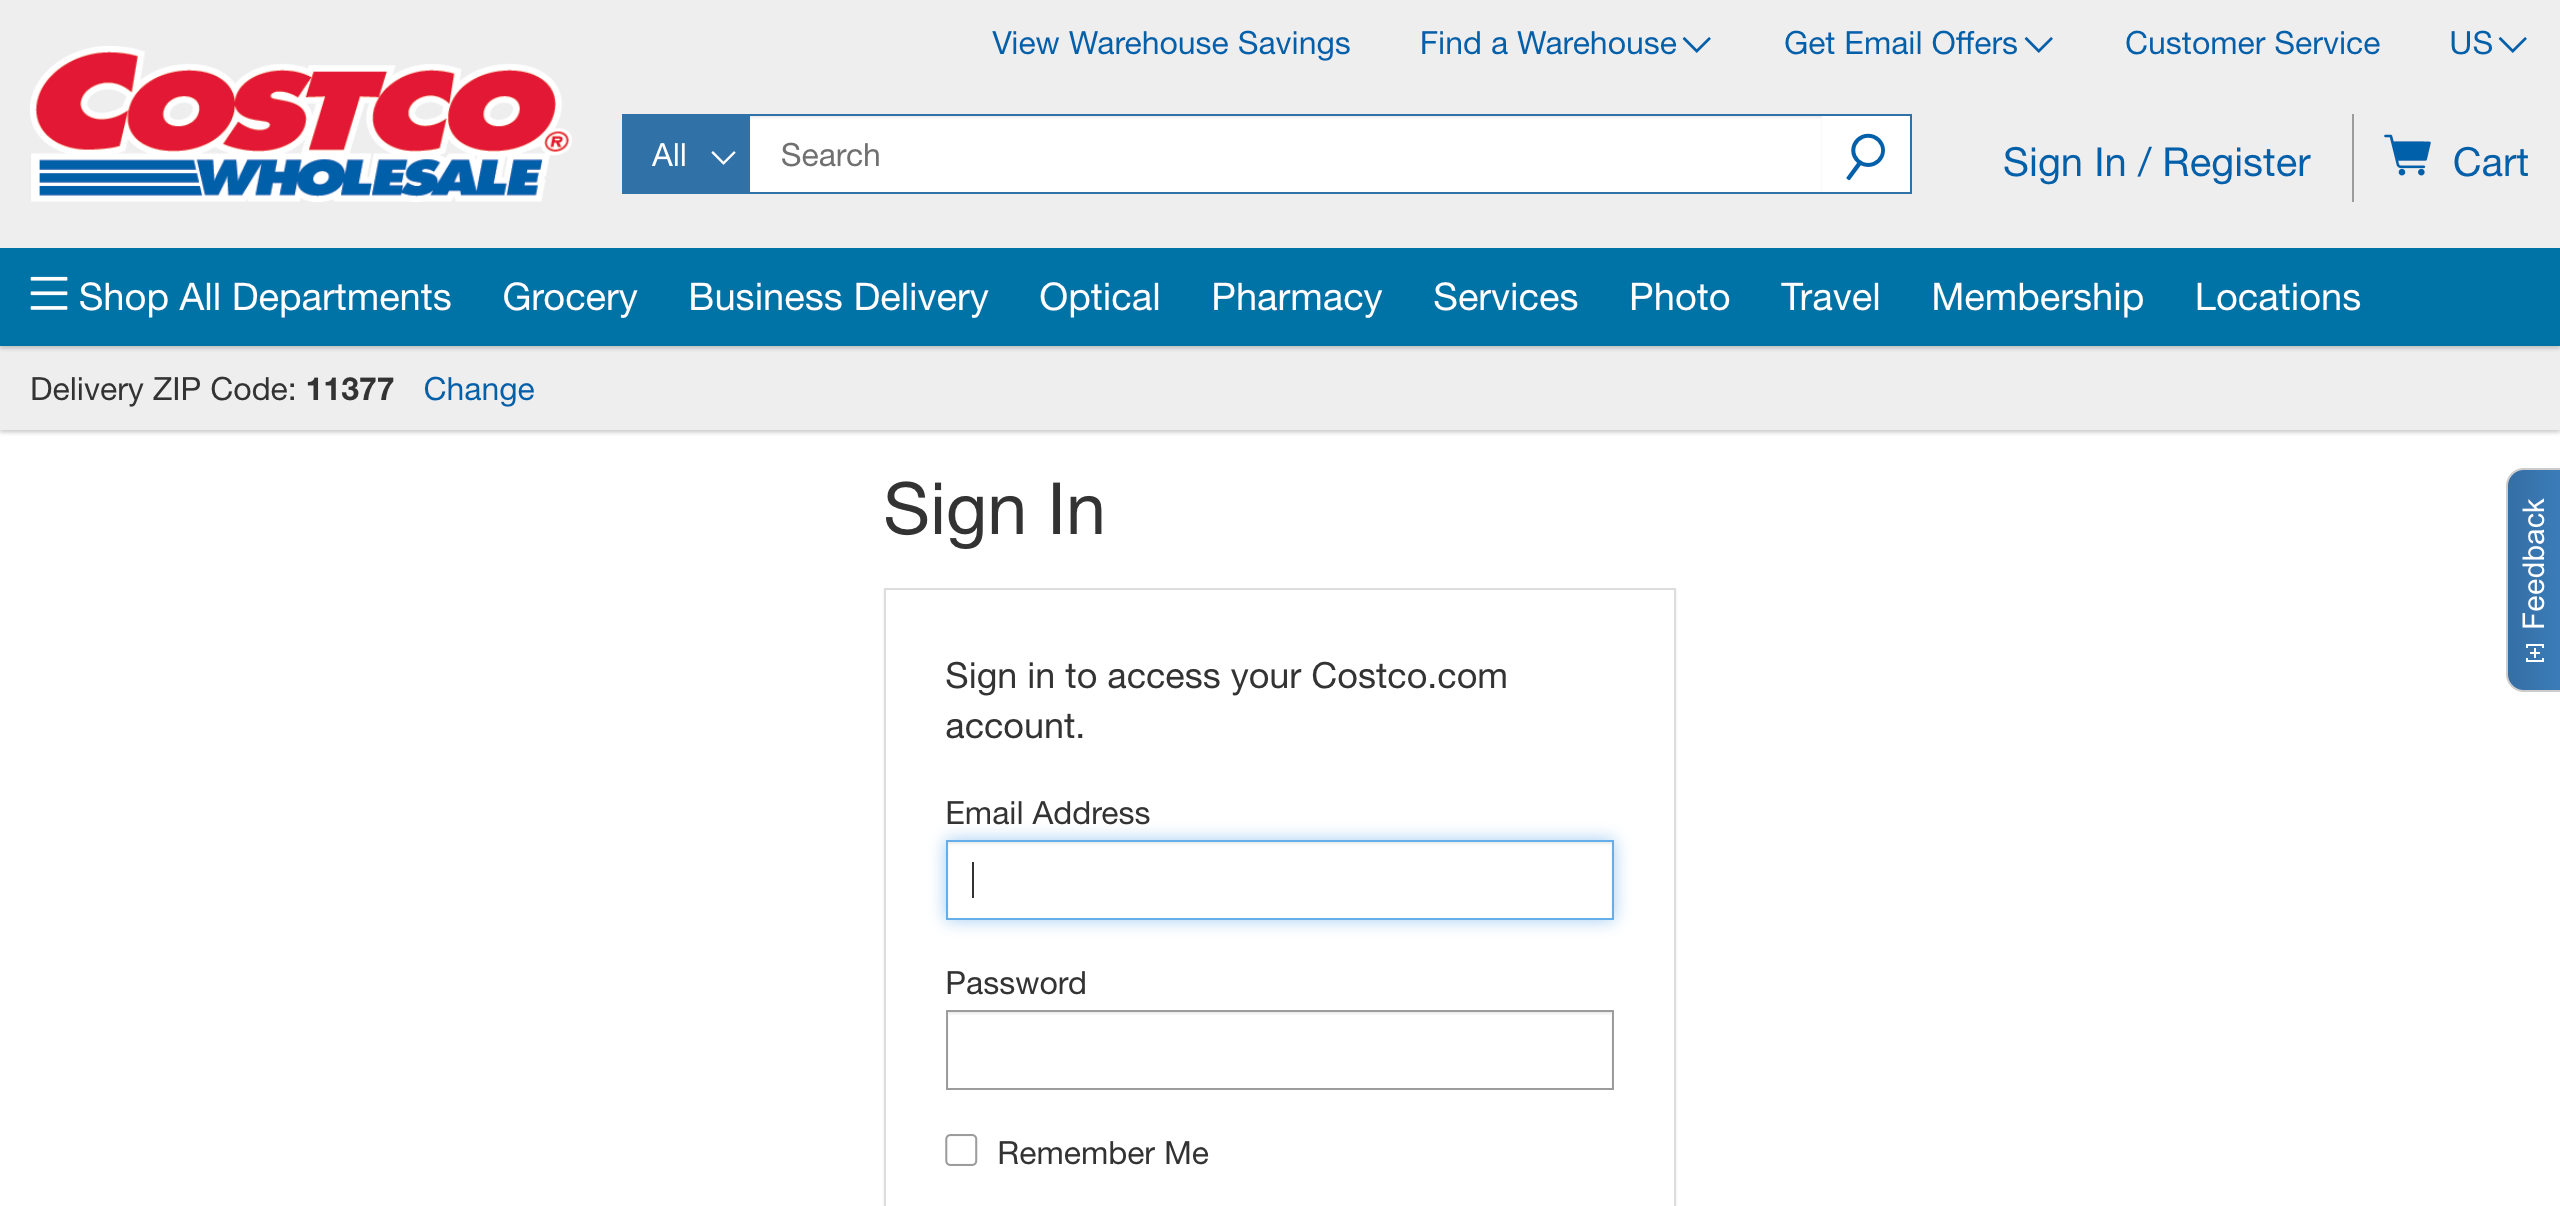 View Warehouse Savings Find a Warehouse Get Email Offers Customer Service US
COSTCO®
WHOLESALE
All Search Sign In / Register Cart
Shop All Departments Grocery Business Delivery Optical Pharmacy Services Photo Travel Membership Locations
Delivery ZIP Code: 11377 Change
Sign In
[+] Feedback
Sign in to access your Costco.com
account.
Email Address
Password
Remember Me